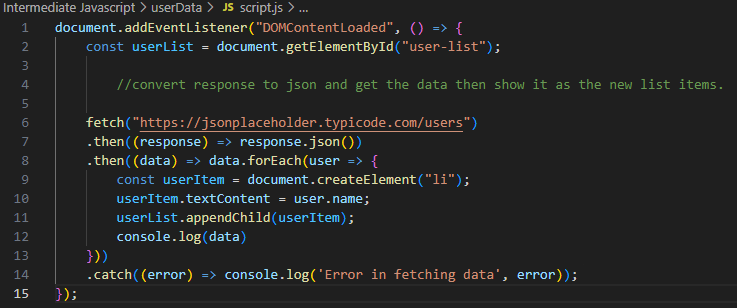 Intermediate Javascript > userData > JS script.js > ...
1 document.addEventListener("DOMContentLoaded", () => {
2     const userList = document.getElementById("user-list");
3
4         //convert response to json and get the data then show it as the new list items.
5
6     fetch("https://jsonplaceholder.typicode.com/users")
7     .then((response) => response.json())
8     .then((data) => data.forEach(user => {
9         const userItem = document.createElement("li");
10         userItem.textContent = user.name;
11         userList.appendChild(userItem);
12         console.log(data)
13     }))
14     .catch((error) => console.log('Error in fetching data', error));
15 });